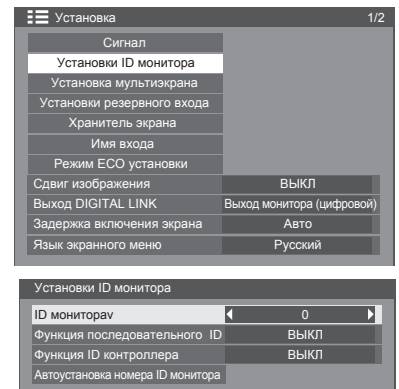 Установка 1/2
Сигнал
Установки ID монитора
Установка мультиэкрана
Установки резервного входа
Хранитель экрана
Имя входа
Режим ECO установки
Сдвиг изображения ВЫКЛ
Выход DIGITAL LINK Выход монитора (цифровой)
Задержка включения экрана Авто
Язык экранного меню Русский
Установки ID монитора
ID мониторav 0
Функция последовательного ID ВЫКЛ
Функция ID контроллера ВЫКЛ
Автоустановка номера ID монитора